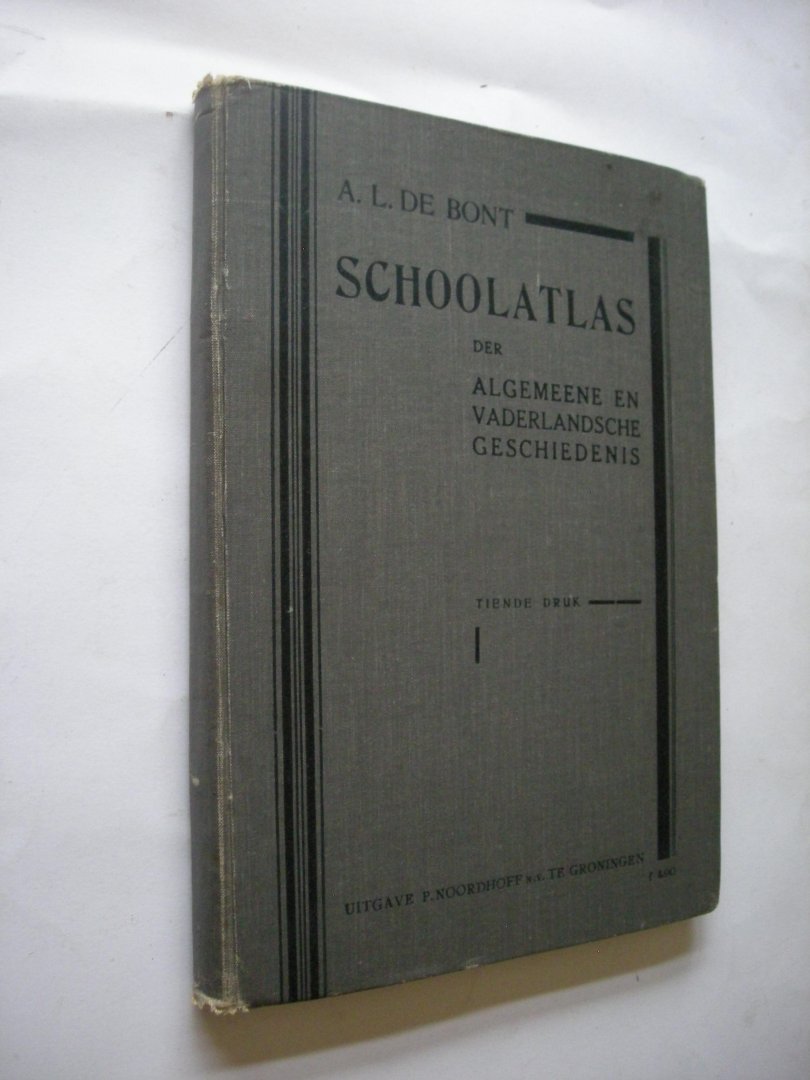 A. L. DE BONT
SCHOOLATLAS
DER
ALGEMEENE EN
VADERLANDSCHE
GESCHIEDENIS
TIENDE DRUK
UITGAVE P. NOORDHOFF N.V. TE GRONINGEN